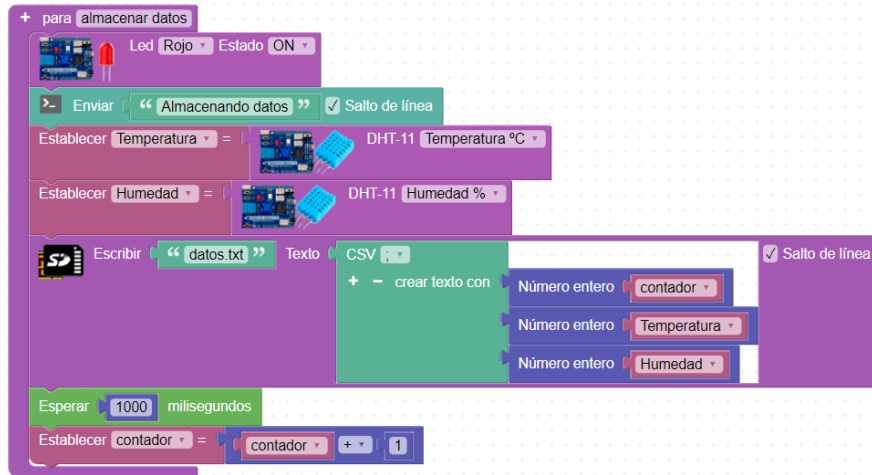 + para almacenar datos
Led Rojo Estado ON
Enviar “ Almacenando datos ” Salto de línea
Establecer Temperatura = DHT-11 Temperatura ºC
Establecer Humedad = DHT-11 Humedad %
SD Escribir “ datos.txt ” Texto CSV ; Salto de línea
+ − crear texto con Número entero contador
Número entero Temperatura
Número entero Humedad
Esperar 1000 milisegundos
Establecer contador = contador + 1